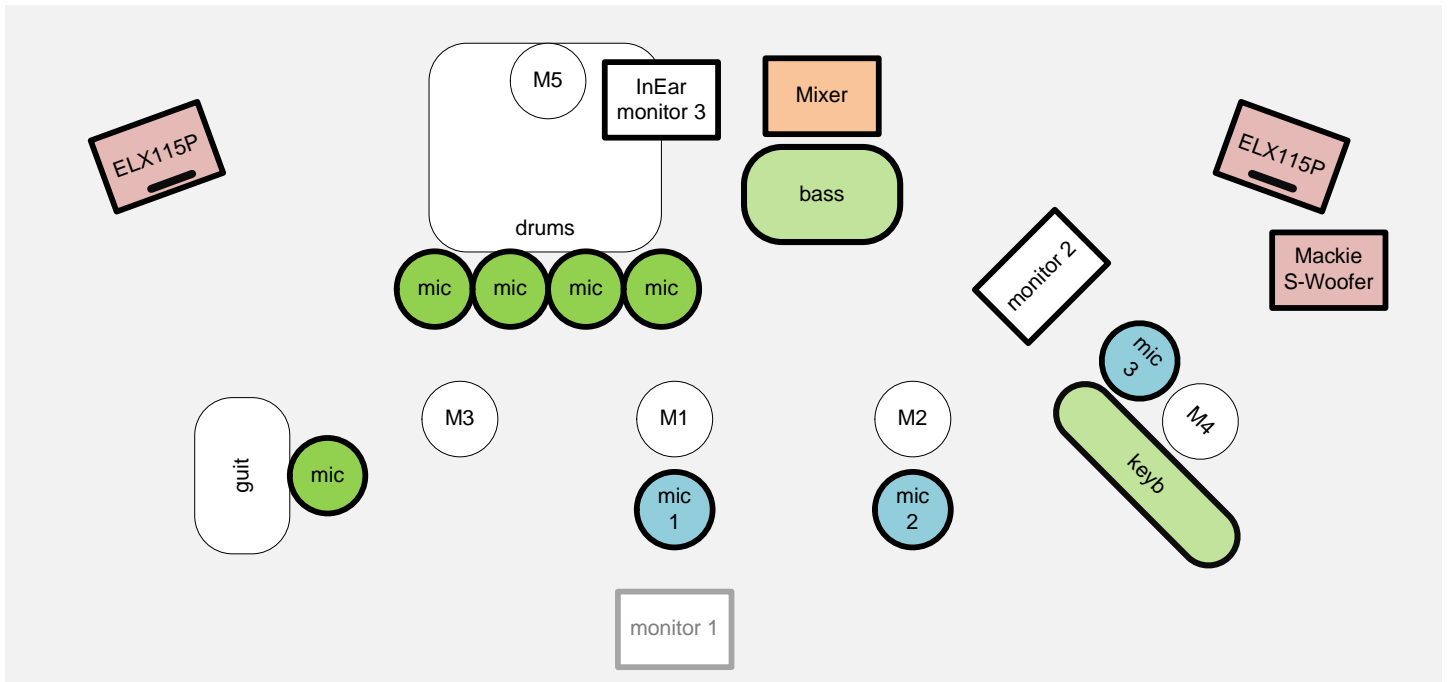 M5
InEar
monitor 3
Mixer
ELX115P
ELX115P
bass
drums
monitor 2
Mackie
S-Woofer
mic
mic
mic
mic
mic
3
M3
M1
M2
M4
guit
mic
keyb
mic
1
mic
2
monitor 1